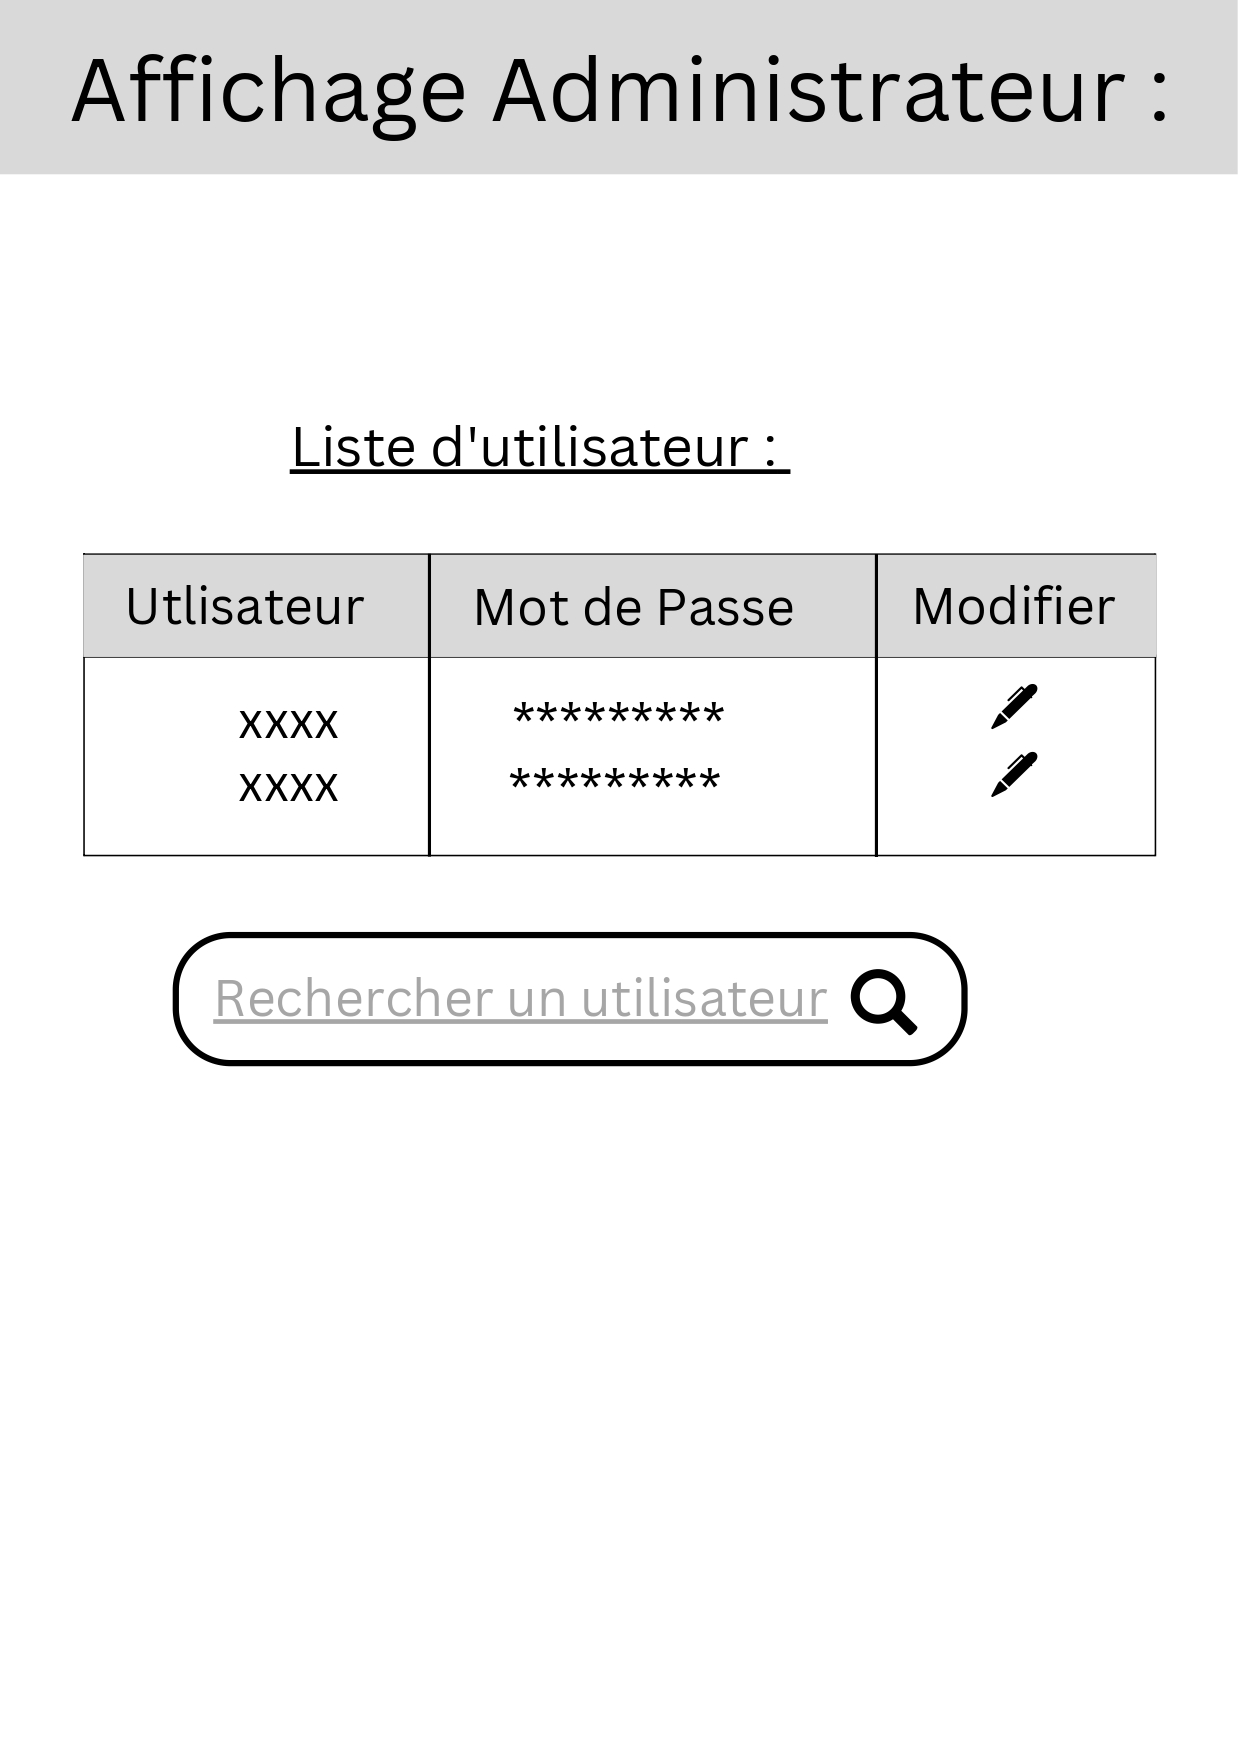 Affichage Administrateur :
Liste d'utilisateur :
Utlisateur Mot de Passe Modifier
xxxx *********
xxxx *********
Rechercher un utilisateur